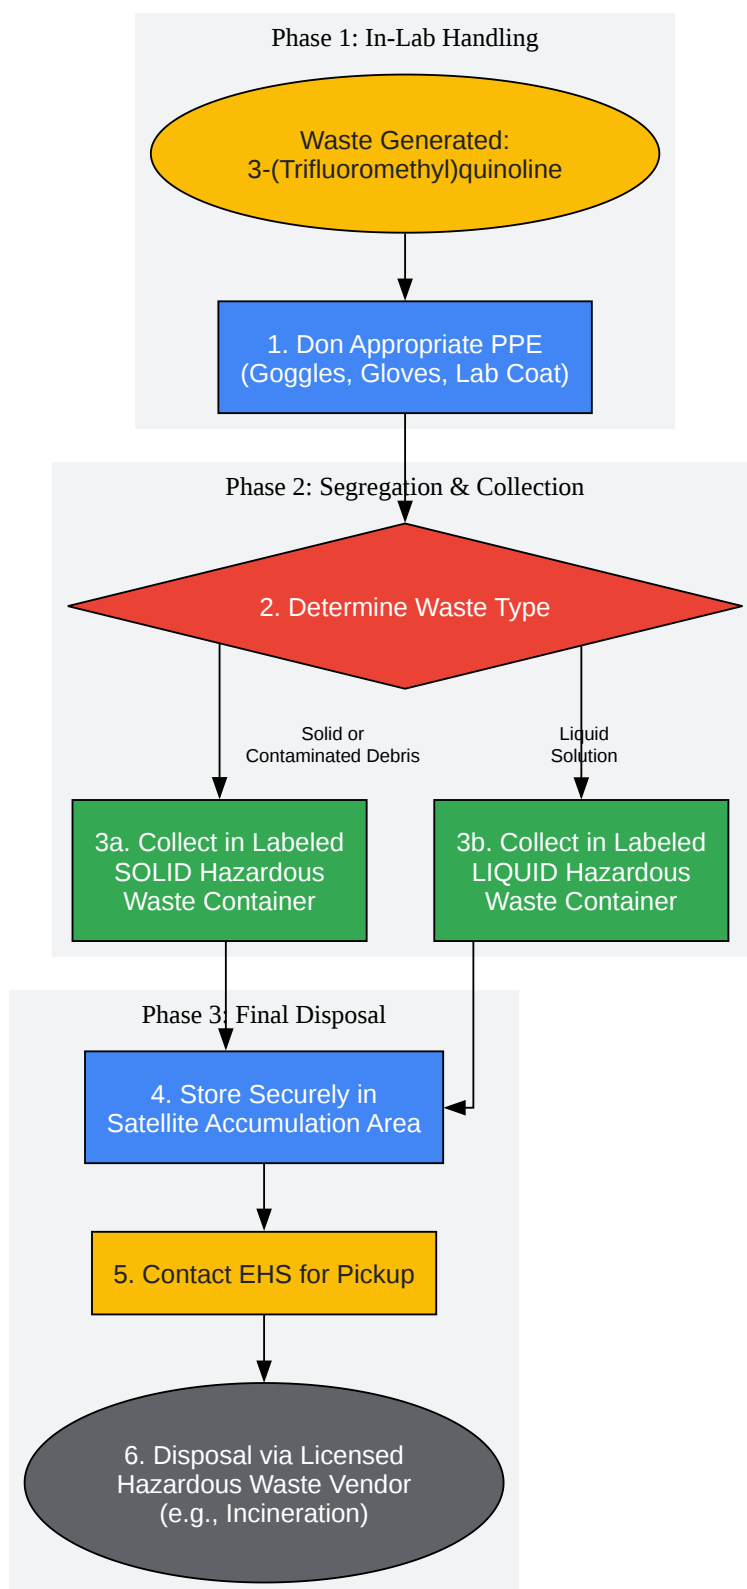 Phase 1: In-Lab Handling
Waste Generated:
3-(Trifluoromethyl)quinoline
1. Don Appropriate PPE
(Goggles, Gloves, Lab Coat)
Phase 2: Segregation & Collection
2. Determine Waste Type
Solid or
Contaminated Debris
Liquid
Solution
3a. Collect in Labeled
SOLID Hazardous
Waste Container
3b. Collect in Labeled
LIQUID Hazardous
Waste Container
Phase 3: Final Disposal
4. Store Securely in
Satellite Accumulation Area
5. Contact EHS for Pickup
6. Disposal via Licensed
Hazardous Waste Vendor
(e.g., Incineration)